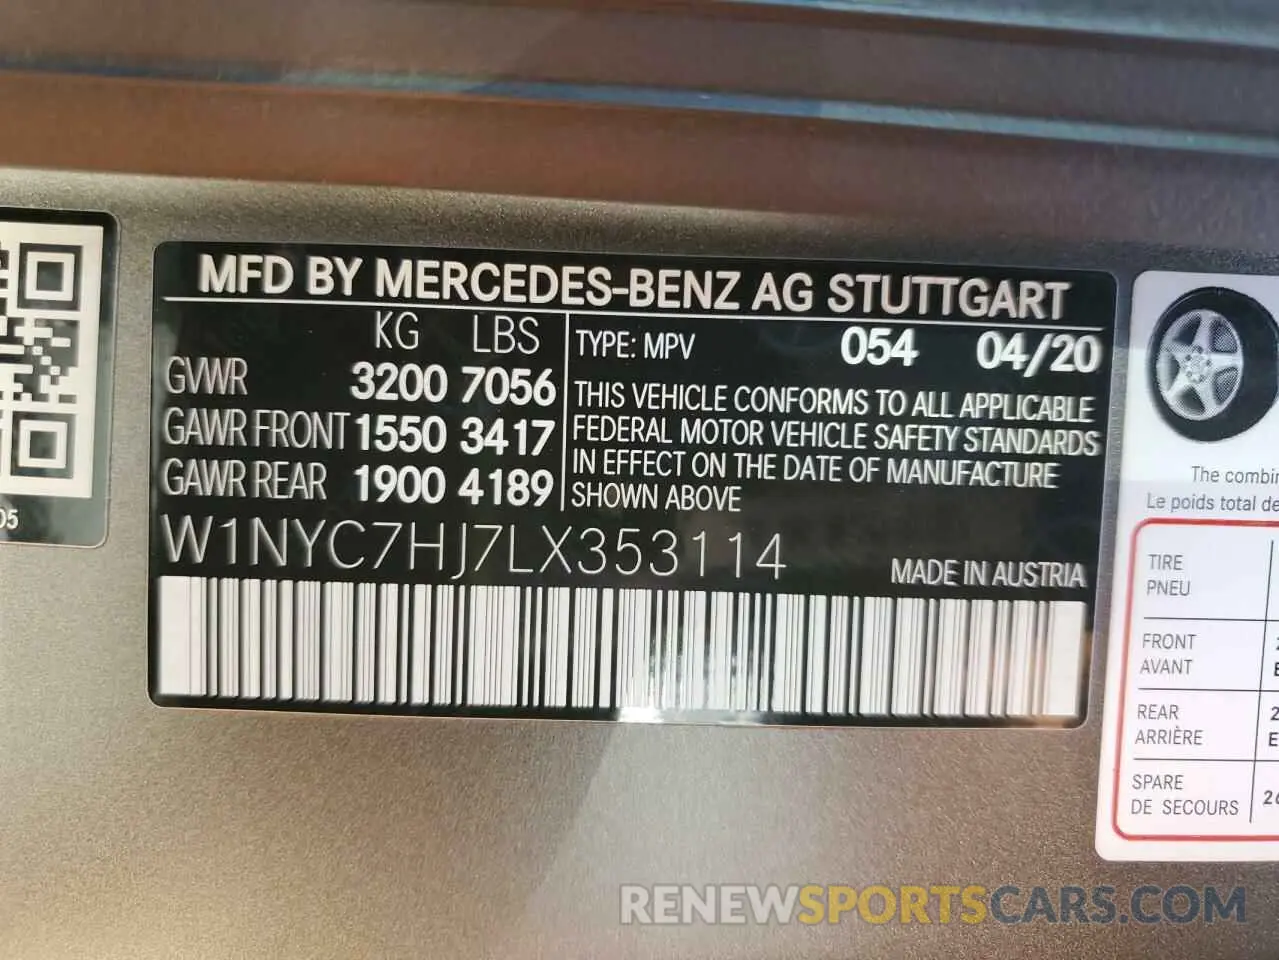 MFD BY MERCEDES-BENZ AG STUTTGART
KG LBS
GVWR 3200 7056
GAWR FRONT 1550 3417
GAWR REAR 1900 4189
TYPE: MPV 054 04/20
THIS VEHICLE CONFORMS TO ALL APPLICABLE
FEDERAL MOTOR VEHICLE SAFETY STANDARDS
IN EFFECT ON THE DATE OF MANUFACTURE
SHOWN ABOVE
W1NYC7HJ7LX353114
MADE IN AUSTRIA
The
Le poids total de
TIRE
PNEU
FRONT
AVANT
REAR
ARRIÈRE
SPARE
DE SECOURS
RENEWSPORTSCARS.COM